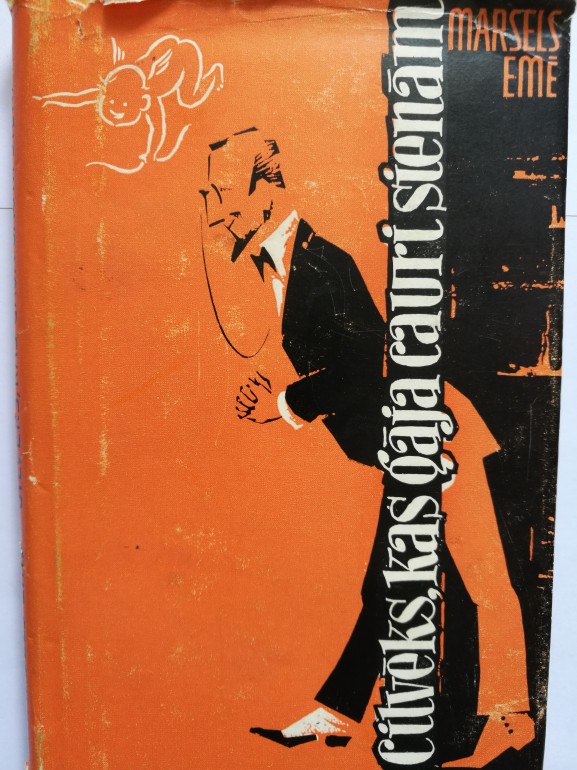 MARSELS
EMĒ
Cilvēks, kas gāja cauri sienām